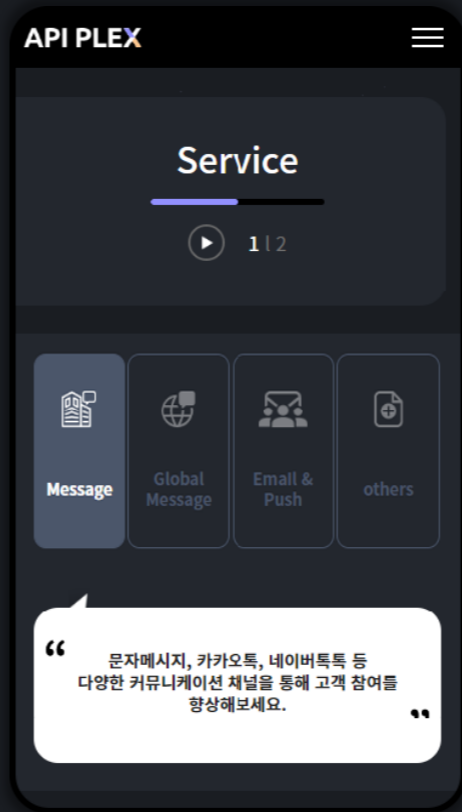 API PLEX
Service
1 | 2
Message
Global
Message
Email &
Push
others
“
문자메시지, 카카오톡, 네이버톡톡 등
다양한 커뮤니케이션 채널을 통해 고객 참여를
향상해보세요.
”